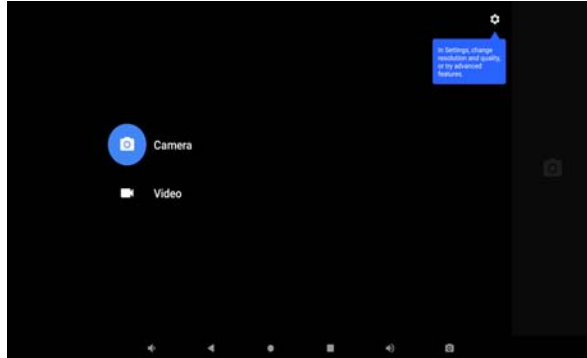 In Settings, change
resolution and quality,
or try advanced
features.
Camera
Video